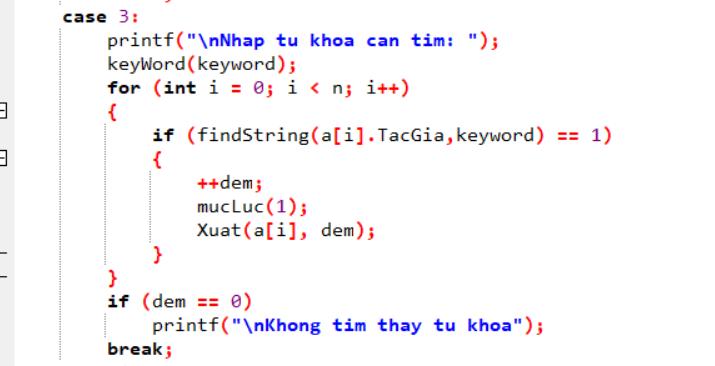 case 3:
printf("\nNhap tu khoa can tim: ");
keyWord(keyword);
for (int i = 0; i < n; i++)
{
if (findString(a[i].TacGia,keyword) == 1)
{
++dem;
mucLuc(1);
Xuat(a[i], dem);
}
}
if (dem == 0)
printf("\nKhong tim thay tu khoa");
break;